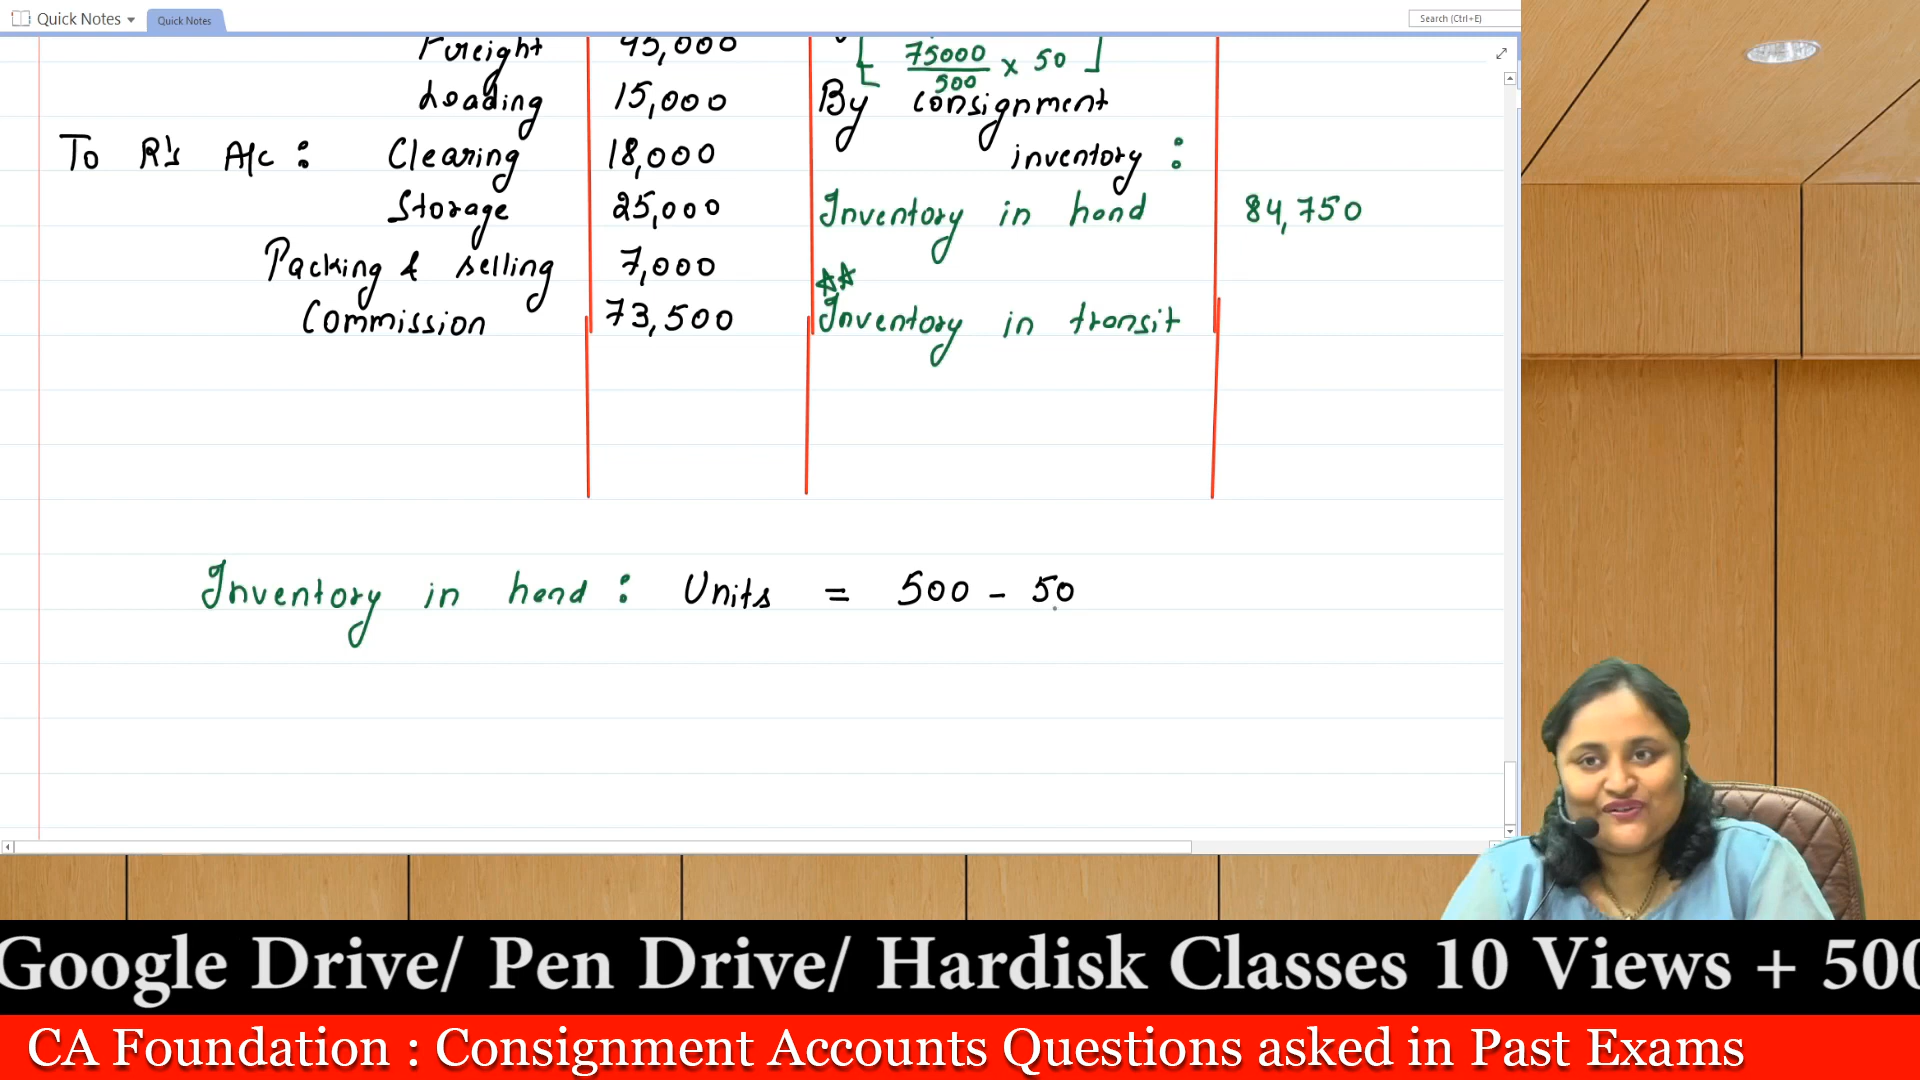 Quick Notes
Quick Notes
Search (Ctrl+E)
Freight 45,000 [ 75000/500 x 50 ]
Loading 15,000 By consignment
To R's A/c : Clearing 18,000 inventory :
Storage 25,000 Inventory in hand 84,750
Packing & selling 7,000
Commission 73,500 Inventory in transit
Inventory in hand : Units = 500 - 50
Google Drive/ Pen Drive/ Hardisk Classes 10 Views + 500
CA Foundation : Consignment Accounts Questions asked in Past Exams